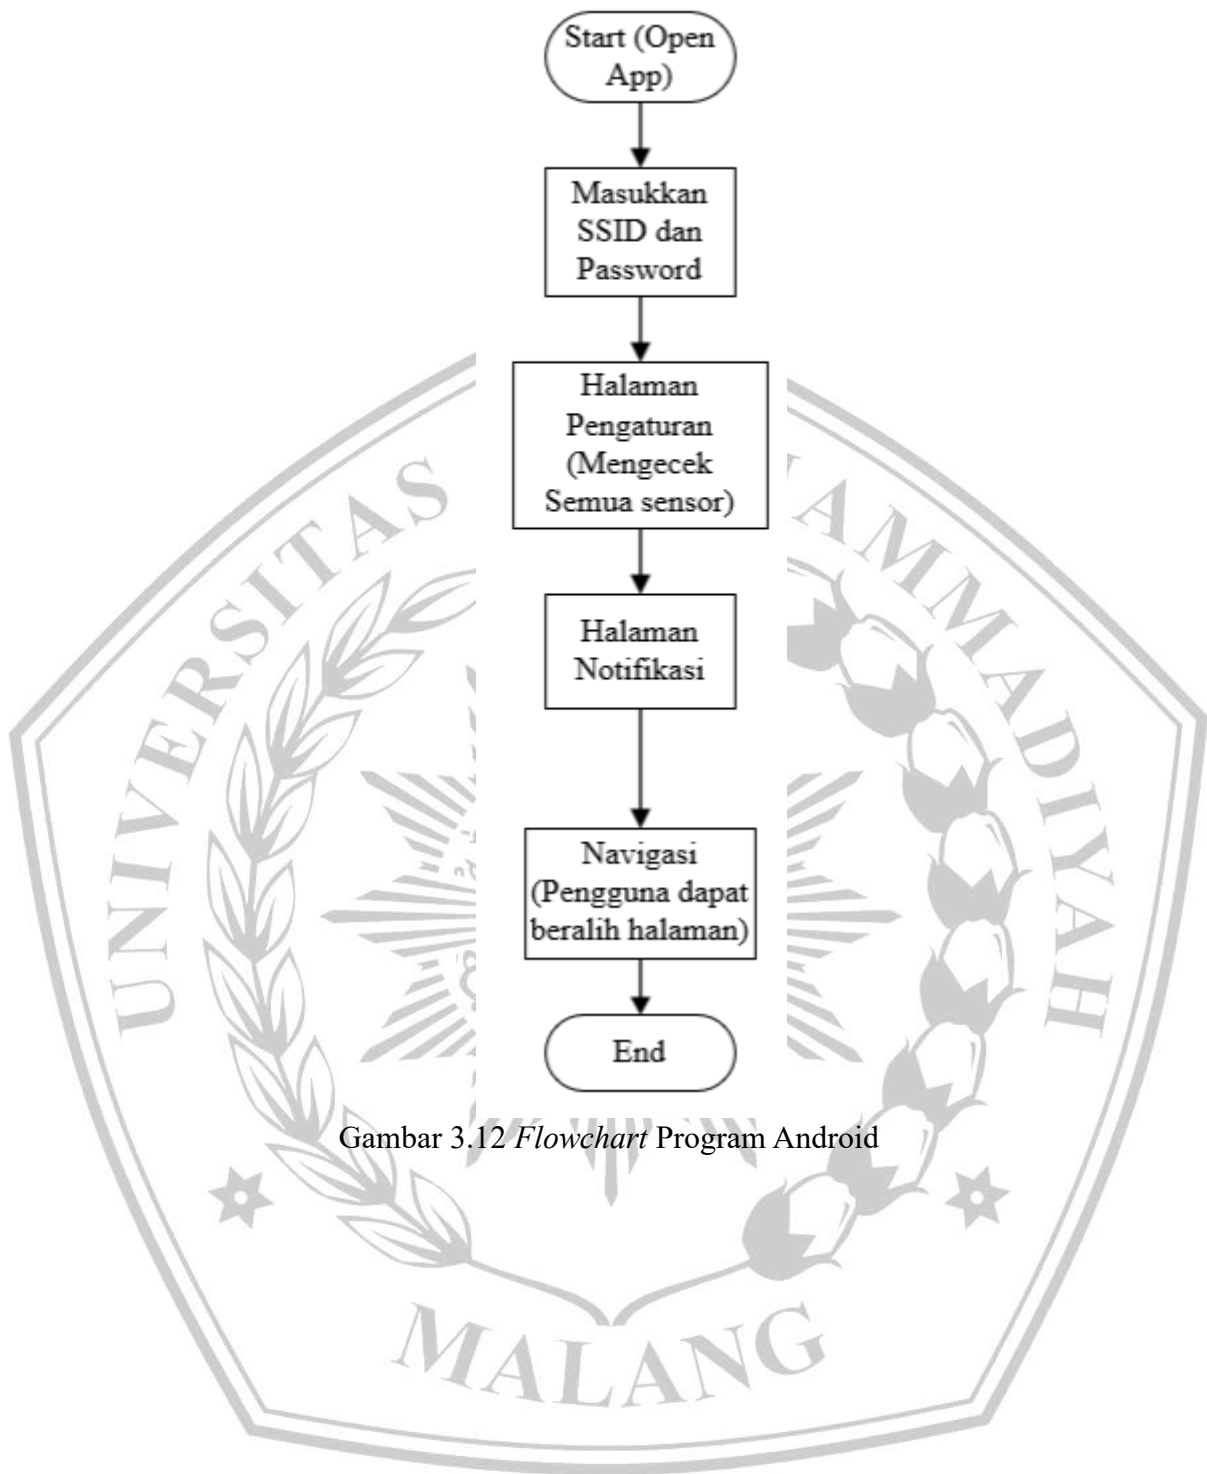 Start (Open
App)
Masukkan
SSID dan
Password
Halaman
Pengaturan
(Mengecek
Semua sensor)
Halaman
Notifikasi
Navigasi
(Pengguna dapat
beralih halaman)
End
Gambar 3.12 Flowchart Program Android
UNIVERSITAS
AMMADIYAH
MALANG